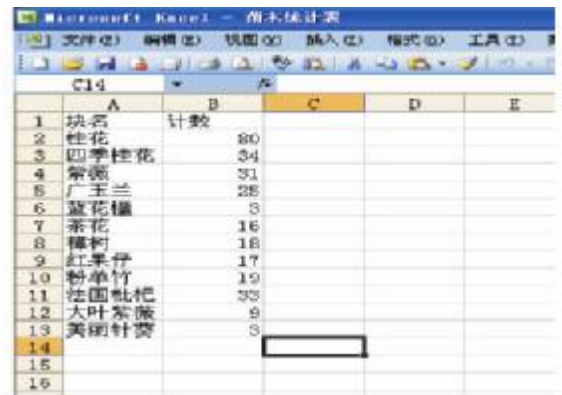 Microsoft Excel - 苗木统计表
文件(F) 编辑(E) 视图(V) 插入(I) 格式(O) 工具(T)
C14 fx
A B C D E
1 块名 计数
2 桂花 80
3 四季桂花 34
4 紫薇 31
5 广玉兰 25
6 蓝花楹 3
7 茶花 16
8 樟树 18
9 红果仔 17
10 粉单竹 19
11 法国枇杷 33
12 大叶紫薇 9
13 美丽针葵 3
14
15
16